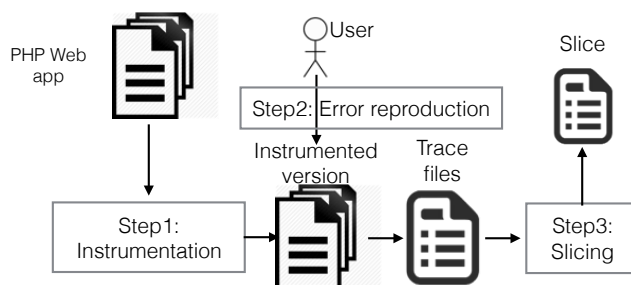 PHP Web
app
User
Slice
Step2: Error reproduction
Instrumented
version
Trace
files
Step1:
Instrumentation
Step3:
Slicing